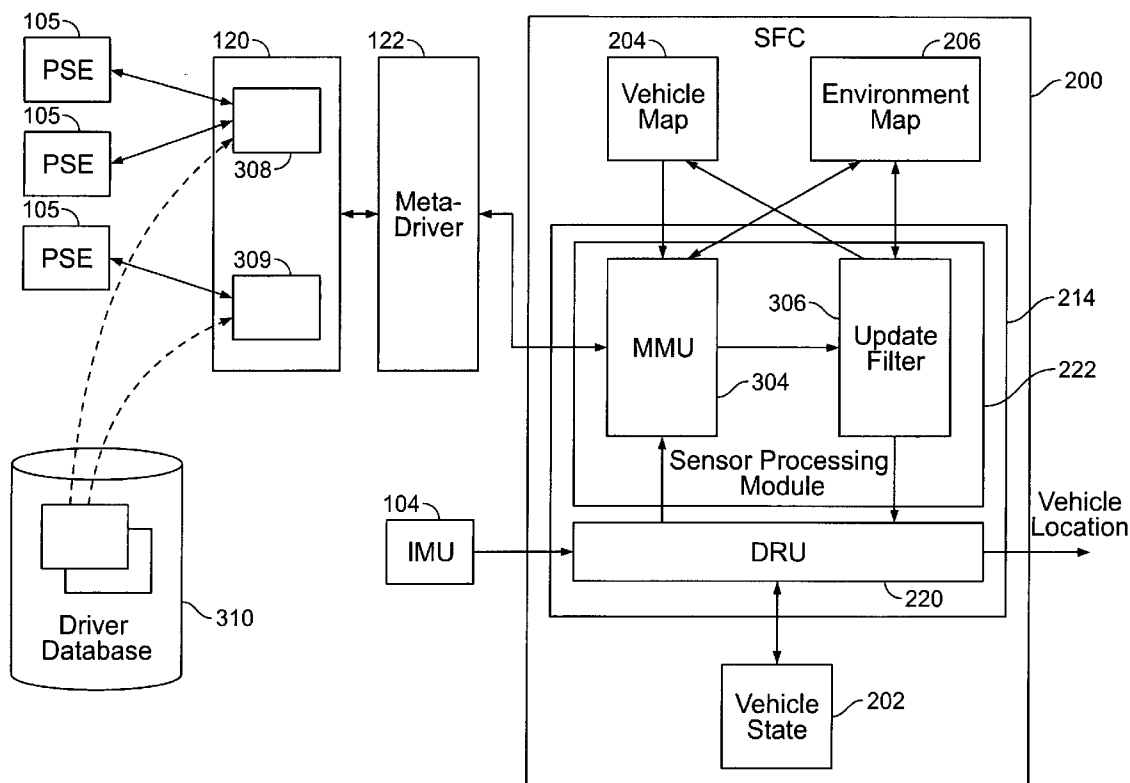 105
PSE
105
PSE
105
PSE
120
308
309
122
Meta-
Driver
SFC
204
Vehicle
Map
206
Environment
Map
200
MMU
304
306
Update
Filter
214
222
Sensor Processing
Module
104
IMU
DRU
220
Vehicle
Location
Vehicle
State
202
Driver
Database
310